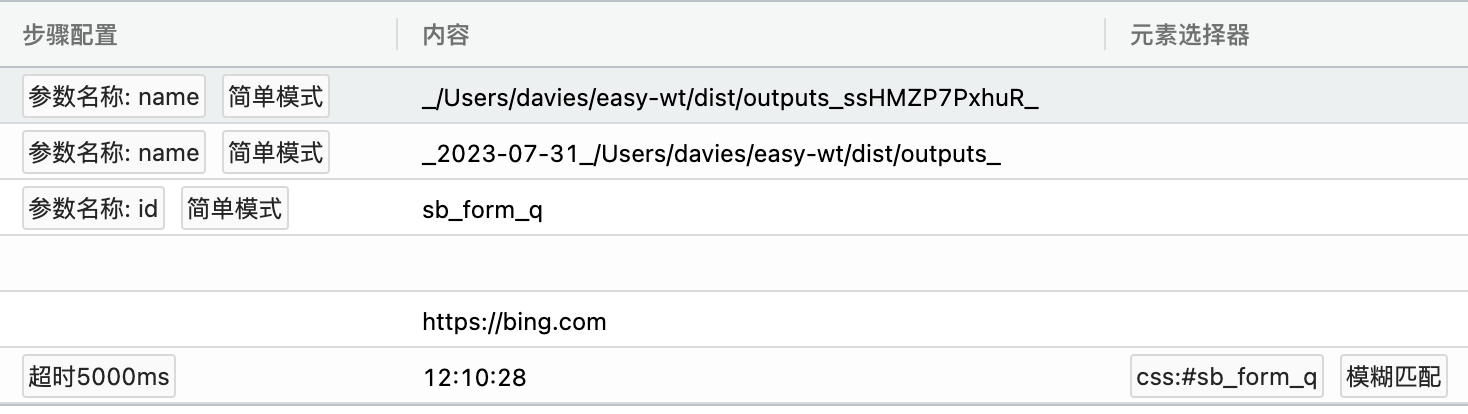 步骤配置 内容 元素选择器
参数名称: name 简单模式 _/Users/davies/easy-wt/dist/outputs_ssHMZP7PxhuR_
参数名称: name 简单模式 _2023-07-31_/Users/davies/easy-wt/dist/outputs_
参数名称: id 简单模式 sb_form_q
https://bing.com
超时5000ms 12:10:28 css:#sb_form_q 模糊匹配